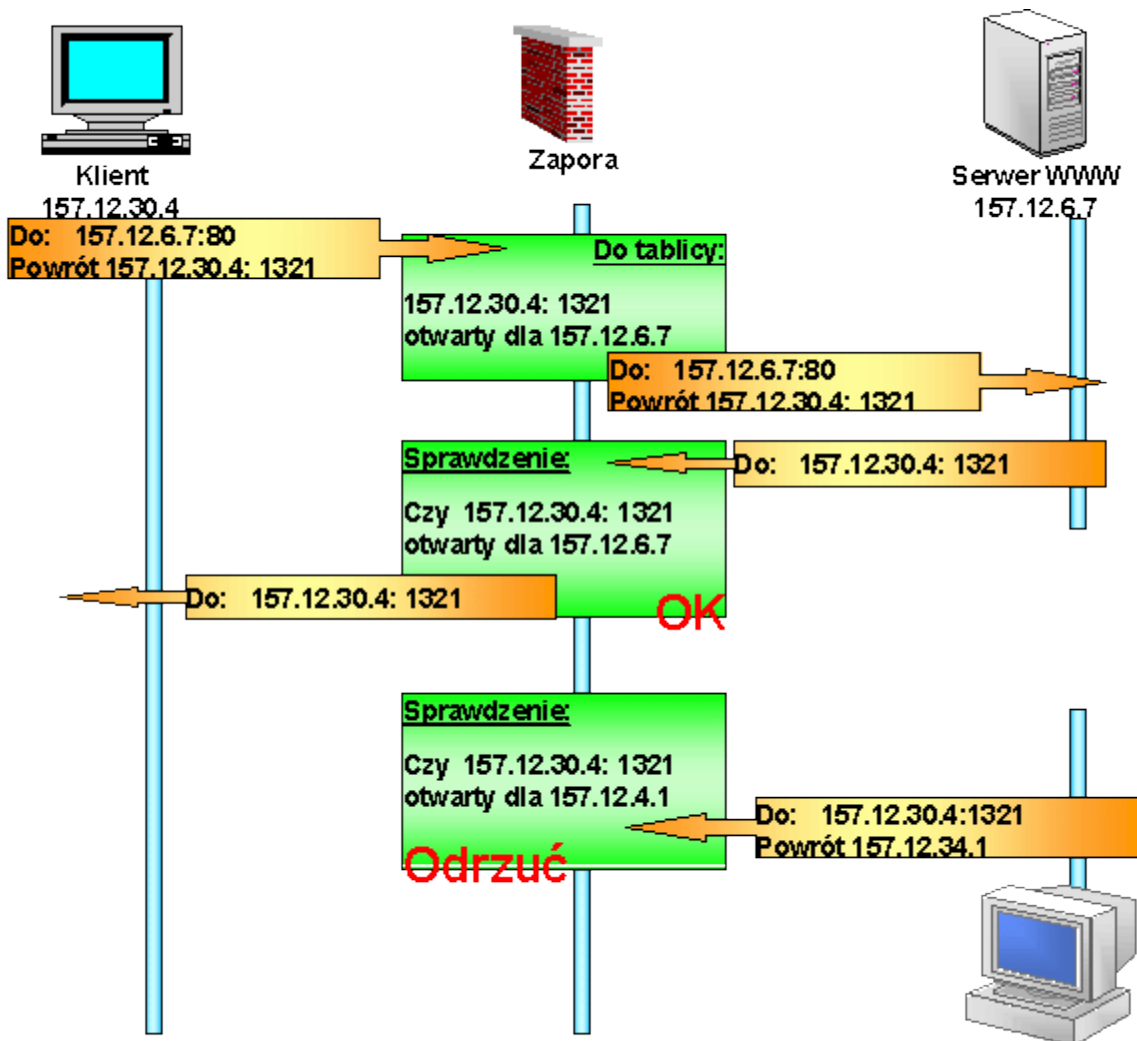 Klient
157.12.30.4
Zapora
Serwer WWW
157.12.6.7
Do: 157.12.6.7:80
Powrót 157.12.30.4: 1321
Do tablicy:
157.12.30.4: 1321
otwarty dla 157.12.6.7
Do: 157.12.6.7:80
Powrót 157.12.30.4: 1321
Sprawdzenie:
Czy 157.12.30.4: 1321
otwarty dla 157.12.6.7
OK
Do: 157.12.30.4: 1321
Do: 157.12.30.4: 1321
Sprawdzenie:
Czy 157.12.30.4: 1321
otwarty dla 157.12.4.1
Odrzuć
Do: 157.12.30.4:1321
Powrót 157.12.34.1